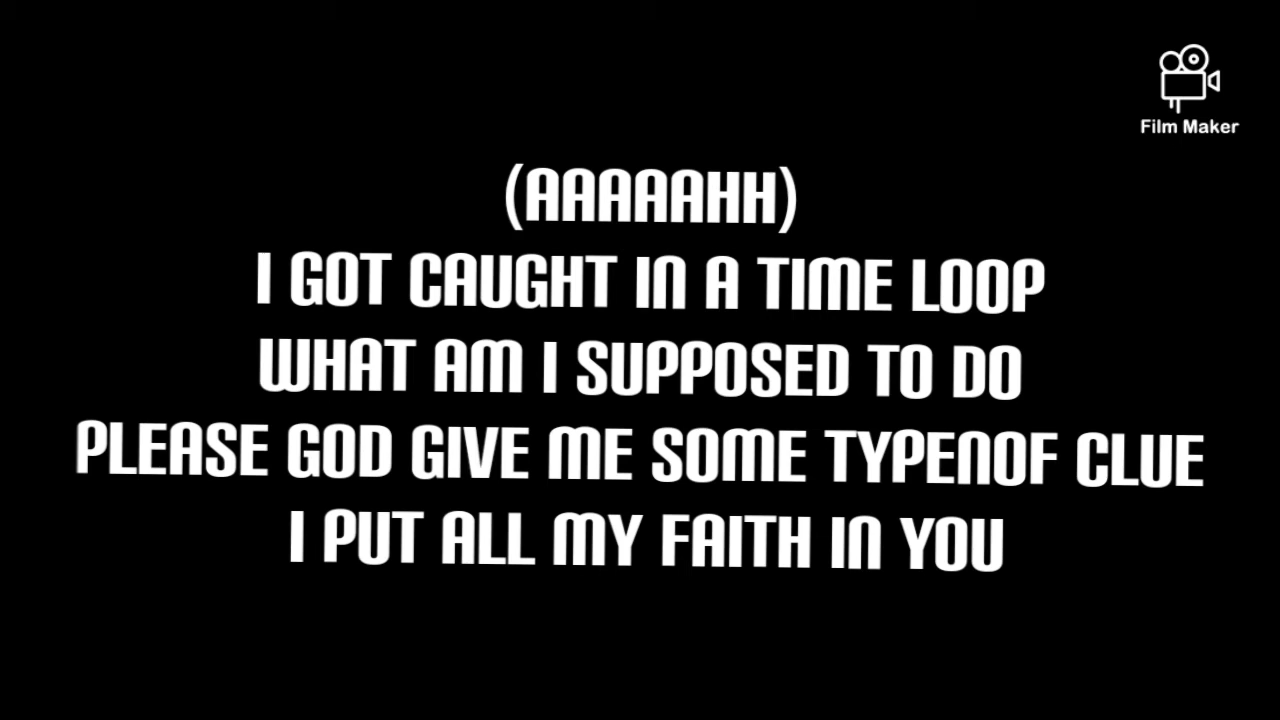 Film Maker
(AAAAAHH)
I GOT CAUGHT IN A TIME LOOP
WHAT AM I SUPPOSED TO DO
PLEASE GOD GIVE ME SOME TYPENOF CLUE
I PUT ALL MY FAITH IN YOU